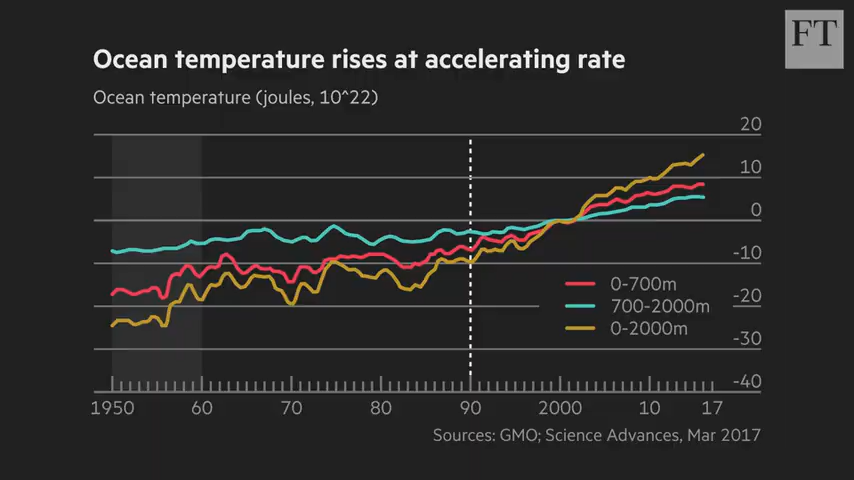 FT
Ocean temperature rises at accelerating rate
Ocean temperature (joules, 10^22)
20
10
0
-10
0-700m
700-2000m
-20
0-2000m
-30
-40
1950 60 70 80 90 2000 10 17
Sources: GMO; Science Advances, Mar 2017